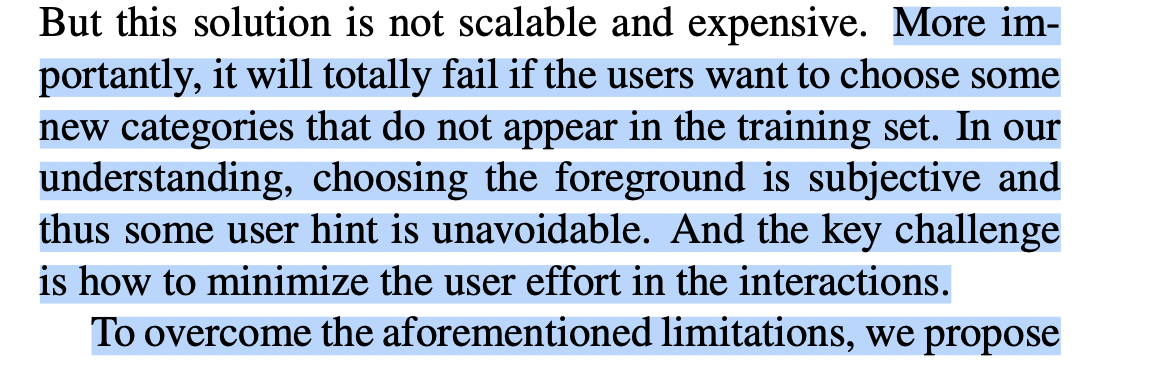 But this solution is not scalable and expensive. More im-
portantly, it will totally fail if the users want to choose some
new categories that do not appear in the training set. In our
understanding, choosing the foreground is subjective and
thus some user hint is unavoidable. And the key challenge
is how to minimize the user effort in the interactions.
To overcome the aforementioned limitations, we propose